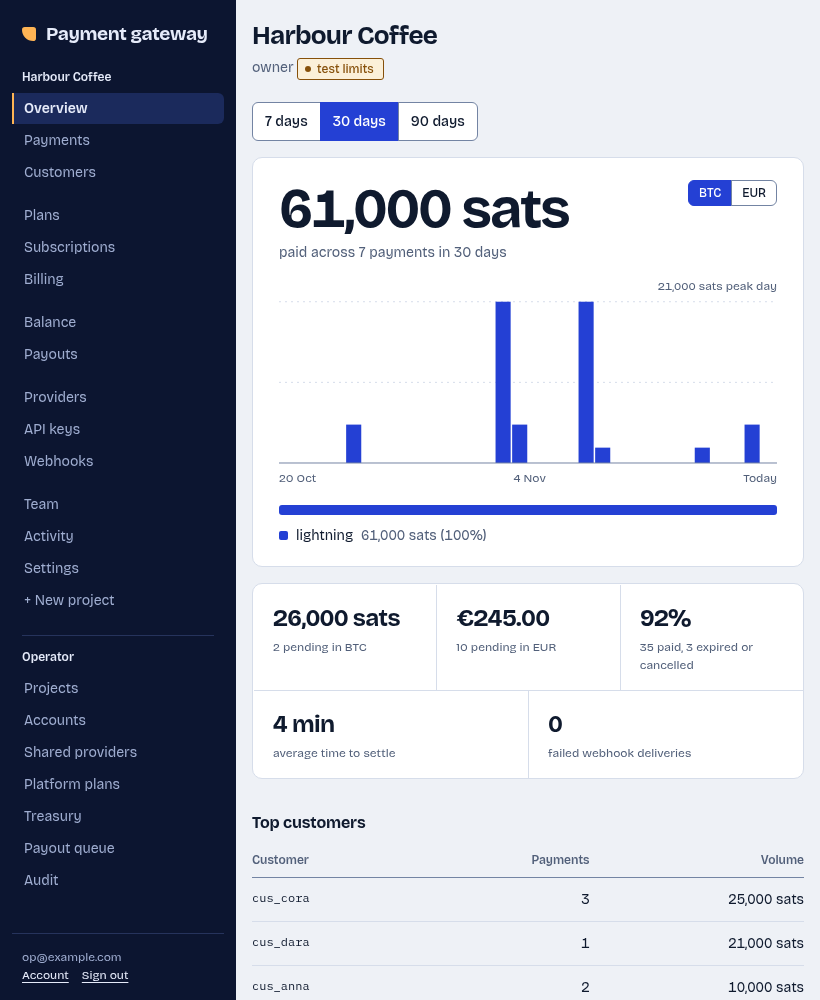 Payment gateway
Harbour Coffee
Overview
Payments
Customers
Plans
Subscriptions
Billing
Balance
Payouts
Providers
API keys
Webhooks
Team
Activity
Settings
+ New project
Operator
Projects
Accounts
Shared providers
Platform plans
Treasury
Payout queue
Audit
op@example.com
Account Sign out
Harbour Coffee
owner test limits
7 days 30 days 90 days
61,000 sats
BTC EUR
paid across 7 payments in 30 days
21,000 sats peak day
20 Oct 4 Nov Today
lightning 61,000 sats (100%)
26,000 sats
2 pending in BTC
€245.00
10 pending in EUR
92%
35 paid, 3 expired or
cancelled
4 min
average time to settle
0
failed webhook deliveries
Top customers
Customer Payments Volume
cus_cora 3 25,000 sats
cus_dara 1 21,000 sats
cus_anna 2 10,000 sats